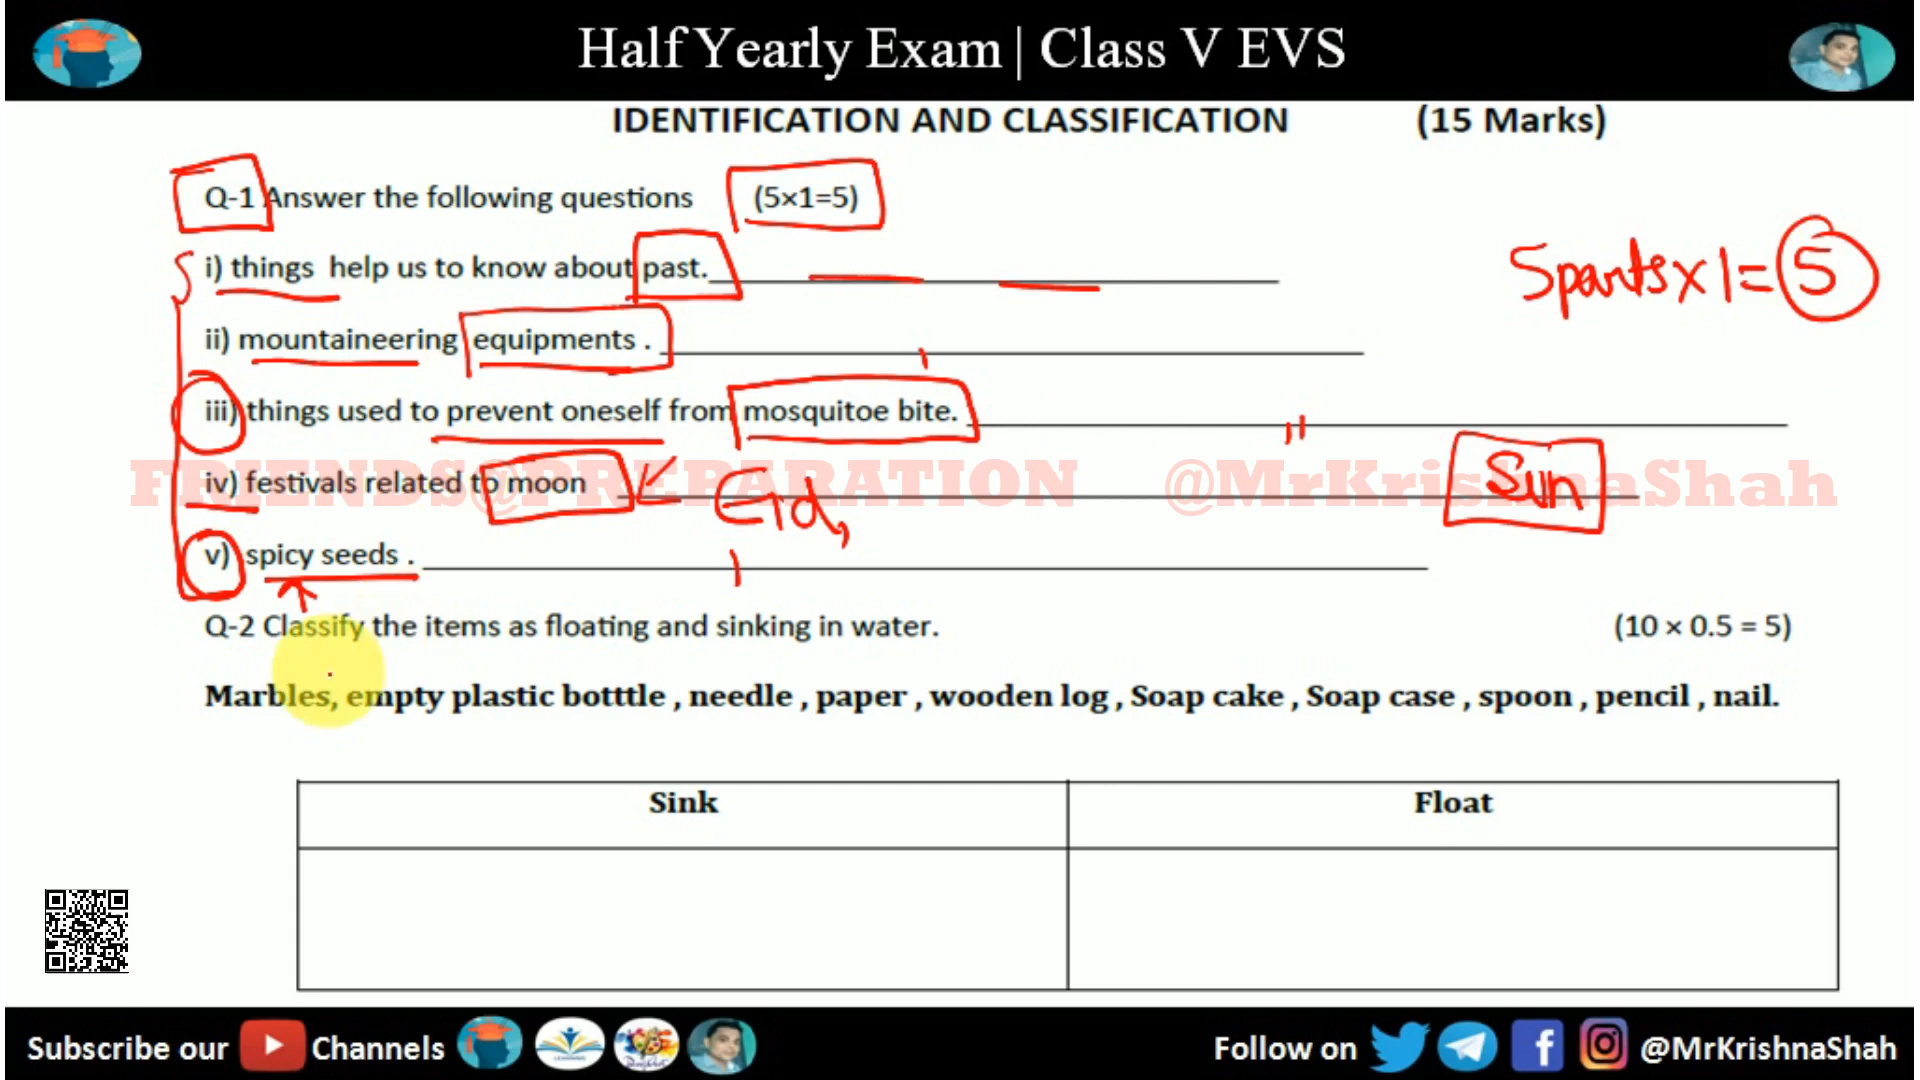 Half Yearly Exam | Class V EVS
IDENTIFICATION AND CLASSIFICATION (15 Marks)
Q-1 Answer the following questions (5×1=5)
i) things help us to know about past.
5 parts x 1 = 5
ii) mountaineering equipments .
iii) things used to prevent oneself from mosquitoe bite.
FRIENDS@PREPARATION @MrKrishnaShah
iv) festivals related to moon Eid, Sun
v) spicy seeds .
Q-2 Classify the items as floating and sinking in water. (10 × 0.5 = 5)
Marbles, empty plastic botttle , needle , paper , wooden log , Soap cake , Soap case , spoon , pencil , nail.
Sink Float
Subscribe our Channels Follow on @MrKrishnaShah